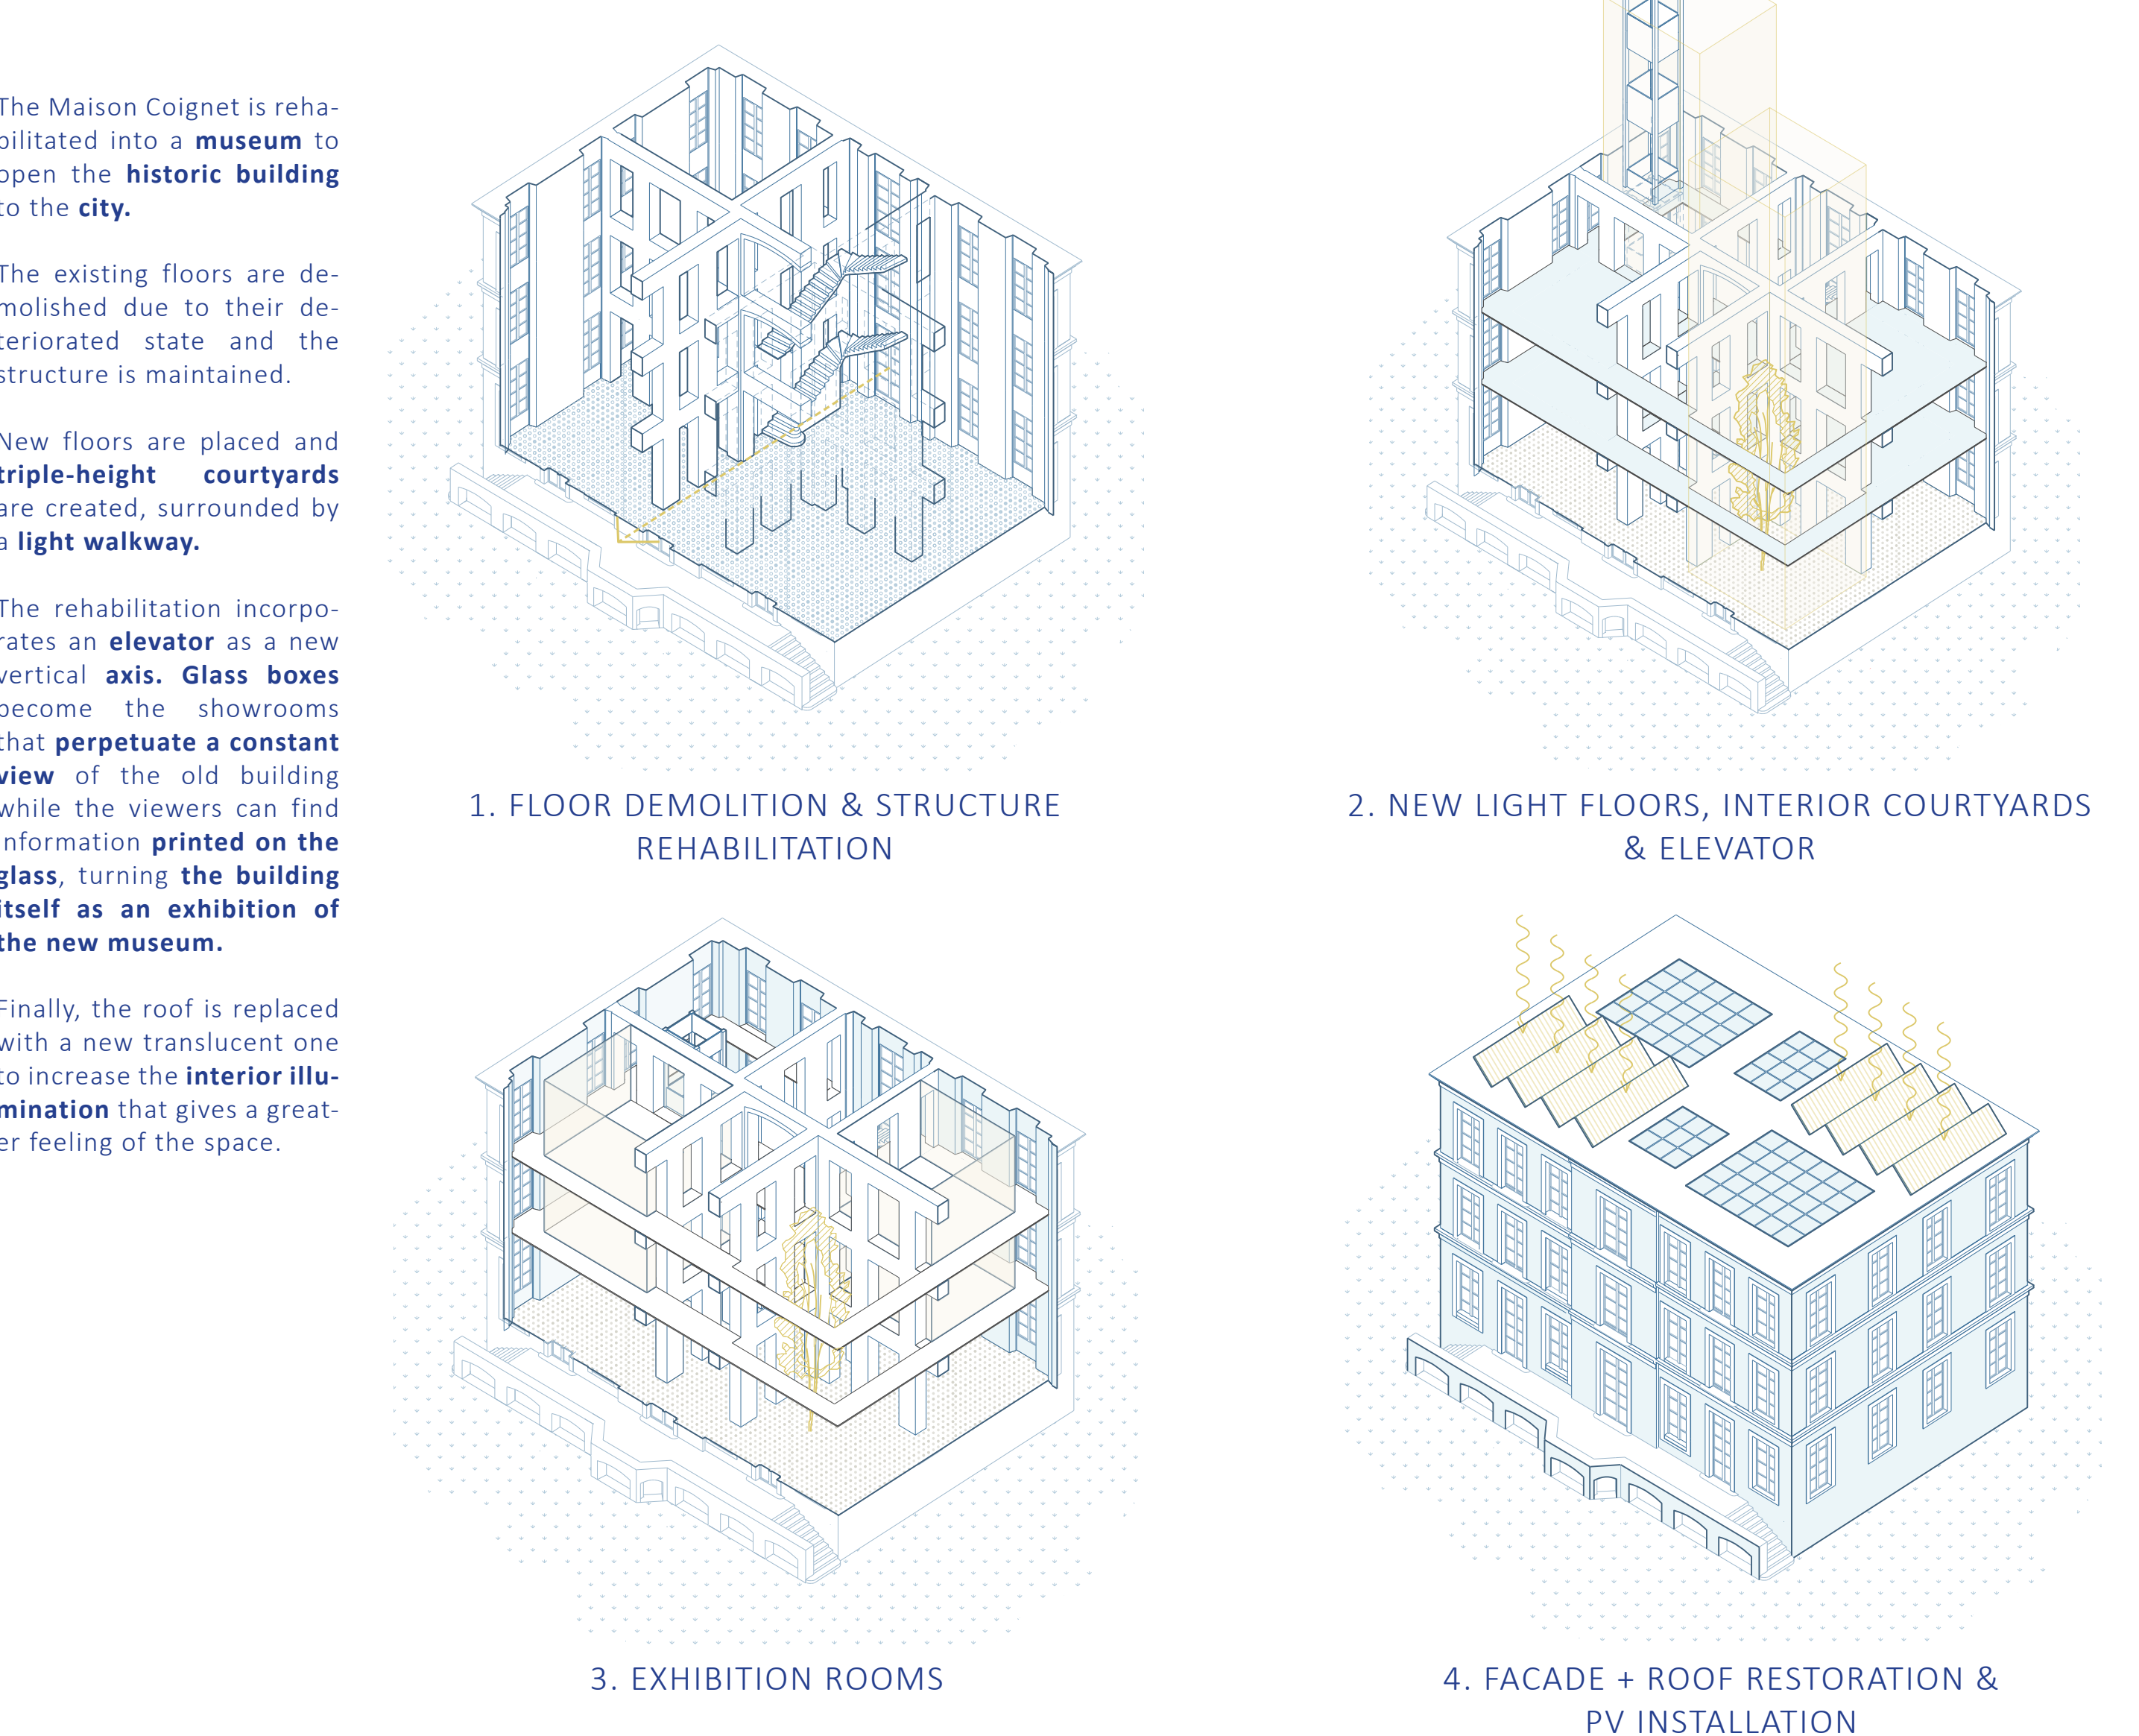 The Maison Coignet is reha-
bilitated into a museum to
open the historic building
to the city.
The existing floors are de-
molished due to their de-
teriorated state and the
structure is maintained.
New floors are placed and
triple-height courtyards
are created, surrounded by
a light walkway.
The rehabilitation incorpo-
rates an elevator as a new
vertical axis. Glass boxes
become the showrooms
that perpetuate a constant
view of the old building
while the viewers can find
information printed on the
glass, turning the building
itself as an exhibition of
the new museum.
Finally, the roof is replaced
with a new translucent one
to increase the interior illu-
mination that gives a great-
er feeling of the space.
1. FLOOR DEMOLITION & STRUCTURE
REHABILITATION
2. NEW LIGHT FLOORS, INTERIOR COURTYARDS
& ELEVATOR
3. EXHIBITION ROOMS
4. FACADE + ROOF RESTORATION &
PV INSTALLATION